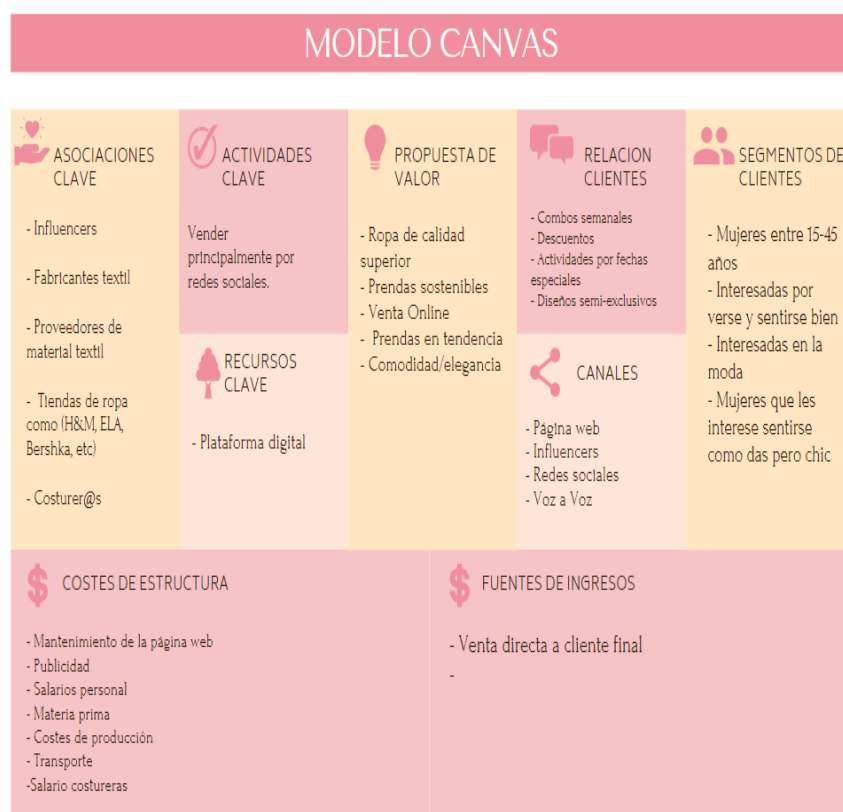 MODELO CANVAS
ASOCIACIONES
CLAVE
- Influencers
- Fabricantes textil
- Proveedores de
material textil
- Tiendas de ropa
como (H&M, ELA,
Bershka, etc)
- Costurer@s
ACTIVIDADES
CLAVE
Vender
principalmente por
redes sociales.
RECURSOS
CLAVE
- Plataforma digital
PROPUESTA DE
VALOR
- Ropa de calidad
superior
- Prendas sostenibles
- Venta Online
- Prendas en tendencia
- Comodidad/elegancia
RELACION
CLIENTES
- Combos semanales
- Descuentos
- Actividades por fechas
especiales
- Diseños semi-exclusivos
CANALES
- Página web
- Influencers
- Redes sociales
- Voz a Voz
SEGMENTOS DE
CLIENTES
- Mujeres entre 15-45
años
- Interesadas por
verse y sentirse bien
- Interesadas en la
moda
- Mujeres que les
interese sentirse
como das pero chic
$ COSTES DE ESTRUCTURA
- Mantenimiento de la página web
- Publicidad
- Salarios personal
- Materia prima
- Costes de producción
- Transporte
-Salario costureras
$ FUENTES DE INGRESOS
- Venta directa a cliente final
-